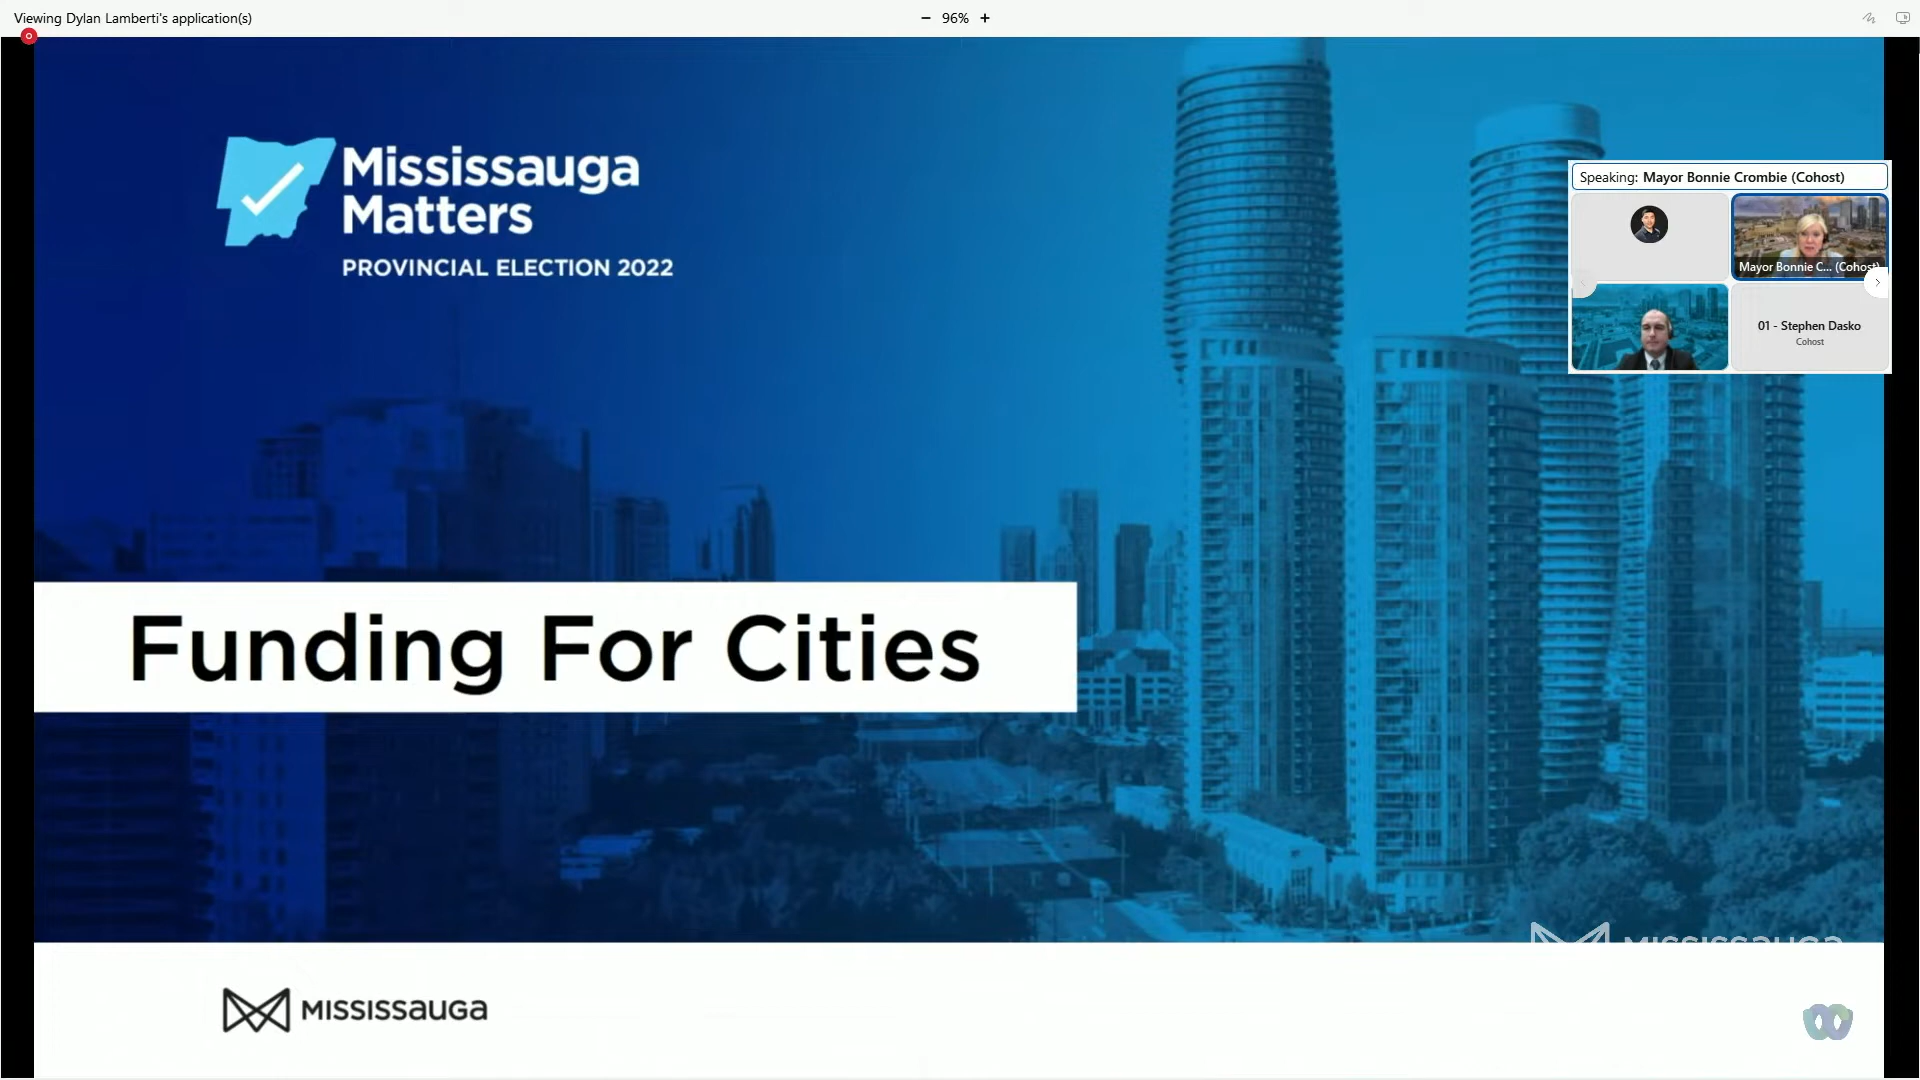 Viewing Dylan Lamberti's application(s)
96%
Mississauga
Matters
PROVINCIAL ELECTION 2022
Speaking: Mayor Bonnie Crombie (Cohost)
Mayor Bonnie C... (Cohost)
01 - Stephen Dasko
Cohost
Funding For Cities
MISSISSAUGA
MISSISSAUGA